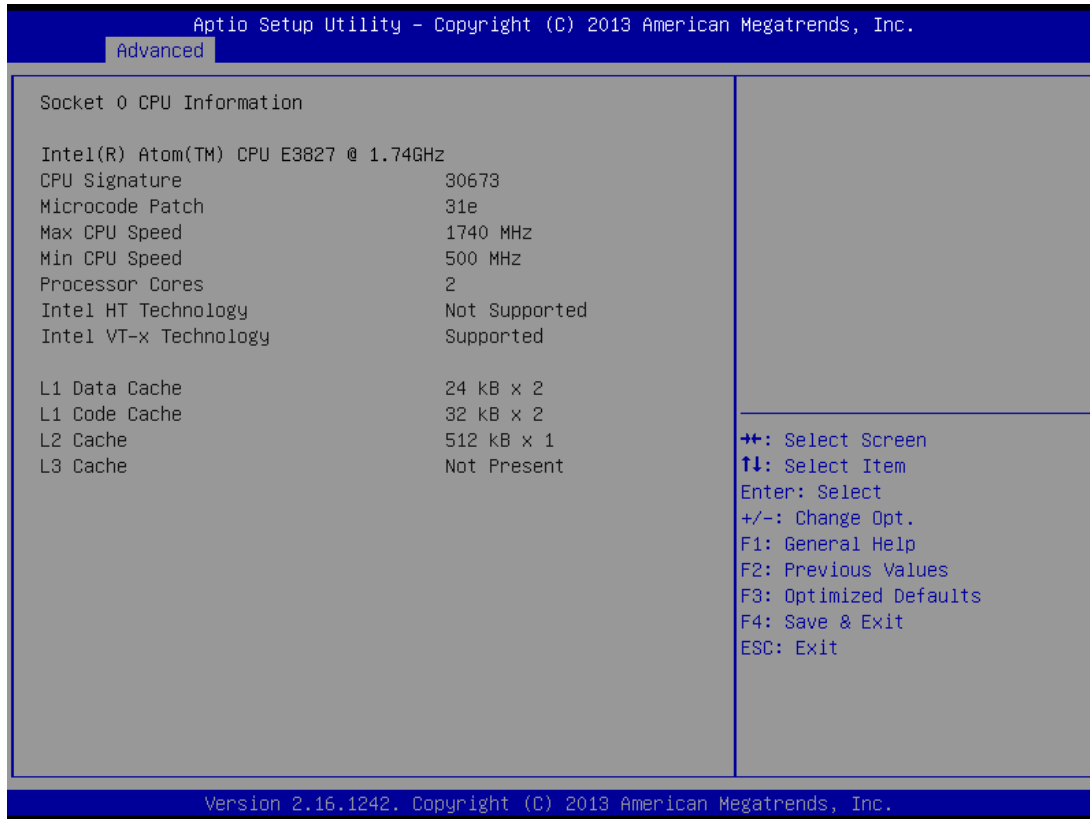 Aptio Setup Utility – Copyright (C) 2013 American Megatrends, Inc.
Advanced
Socket 0 CPU Information
Intel(R) Atom(TM) CPU E3827 @ 1.74GHz
CPU Signature 30673
Microcode Patch 31e
Max CPU Speed 1740 MHz
Min CPU Speed 500 MHz
Processor Cores 2
Intel HT Technology Not Supported
Intel VT-x Technology Supported
L1 Data Cache 24 kB x 2
L1 Code Cache 32 kB x 2
L2 Cache 512 kB x 1
L3 Cache Not Present
→←: Select Screen
↑↓: Select Item
Enter: Select
+/-: Change Opt.
F1: General Help
F2: Previous Values
F3: Optimized Defaults
F4: Save & Exit
ESC: Exit
Version 2.16.1242. Copyright (C) 2013 American Megatrends, Inc.